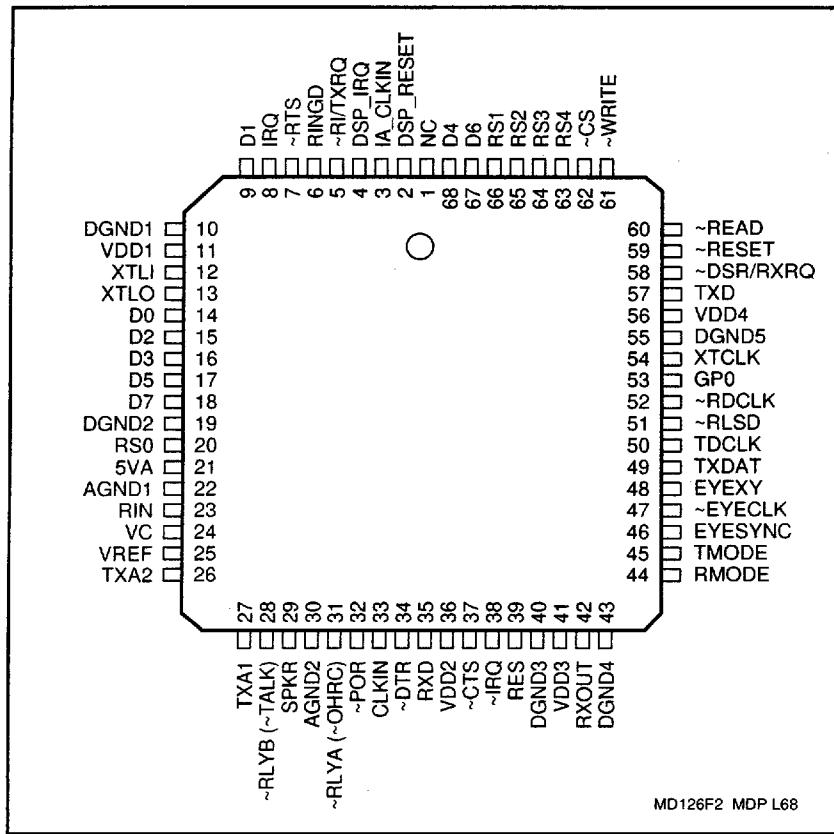 D1
IRQ
~RTS
RINGD
~RI/TXRQ
DSP_IRQ
IA_CLKIN
DSP_RESET
NC
D4
D6
RS1
RS2
RS3
RS4
~CS
~WRITE
9 8 7 6 5 4 3 2 1 68 67 66 65 64 63 62 61
DGND1 10
VDD1 11
XTLI 12
XTLO 13
D0 14
D2 15
D3 16
D5 17
D7 18
DGND2 19
RS0 20
5VA 21
AGND1 22
RIN 23
VC 24
VREF 25
TXA2 26
60 ~READ
59 ~RESET
58 ~DSR/RXRQ
57 TXD
56 VDD4
55 DGND5
54 XTCLK
53 GP0
52 ~RDCLK
51 ~RLSD
50 TDCLK
49 TXDAT
48 EYEXY
47 ~EYECLK
46 EYESYNC
45 TMODE
44 RMODE
27 28 29 30 31 32 33 34 35 36 37 38 39 40 41 42 43
TXA1
~RLYB (~TALK)
SPKR
AGND2
~RLYA (~OHRC)
~POR
CLKIN
~DTR
RXD
VDD2
~CTS
~IRQ
RES
DGND3
VDD3
RXOUT
DGND4
MD126F2 MDP L68